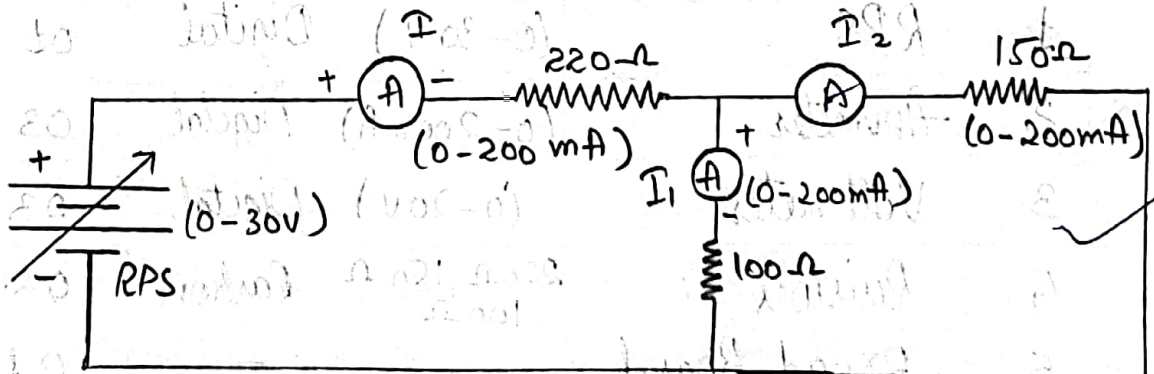 I
I₂
+ A -
220Ω
A
150Ω
(0-200 mA)
(0-200mA)
+
I₁ A (0-200mA)
-
100Ω
+
(0-30V)
- RPS